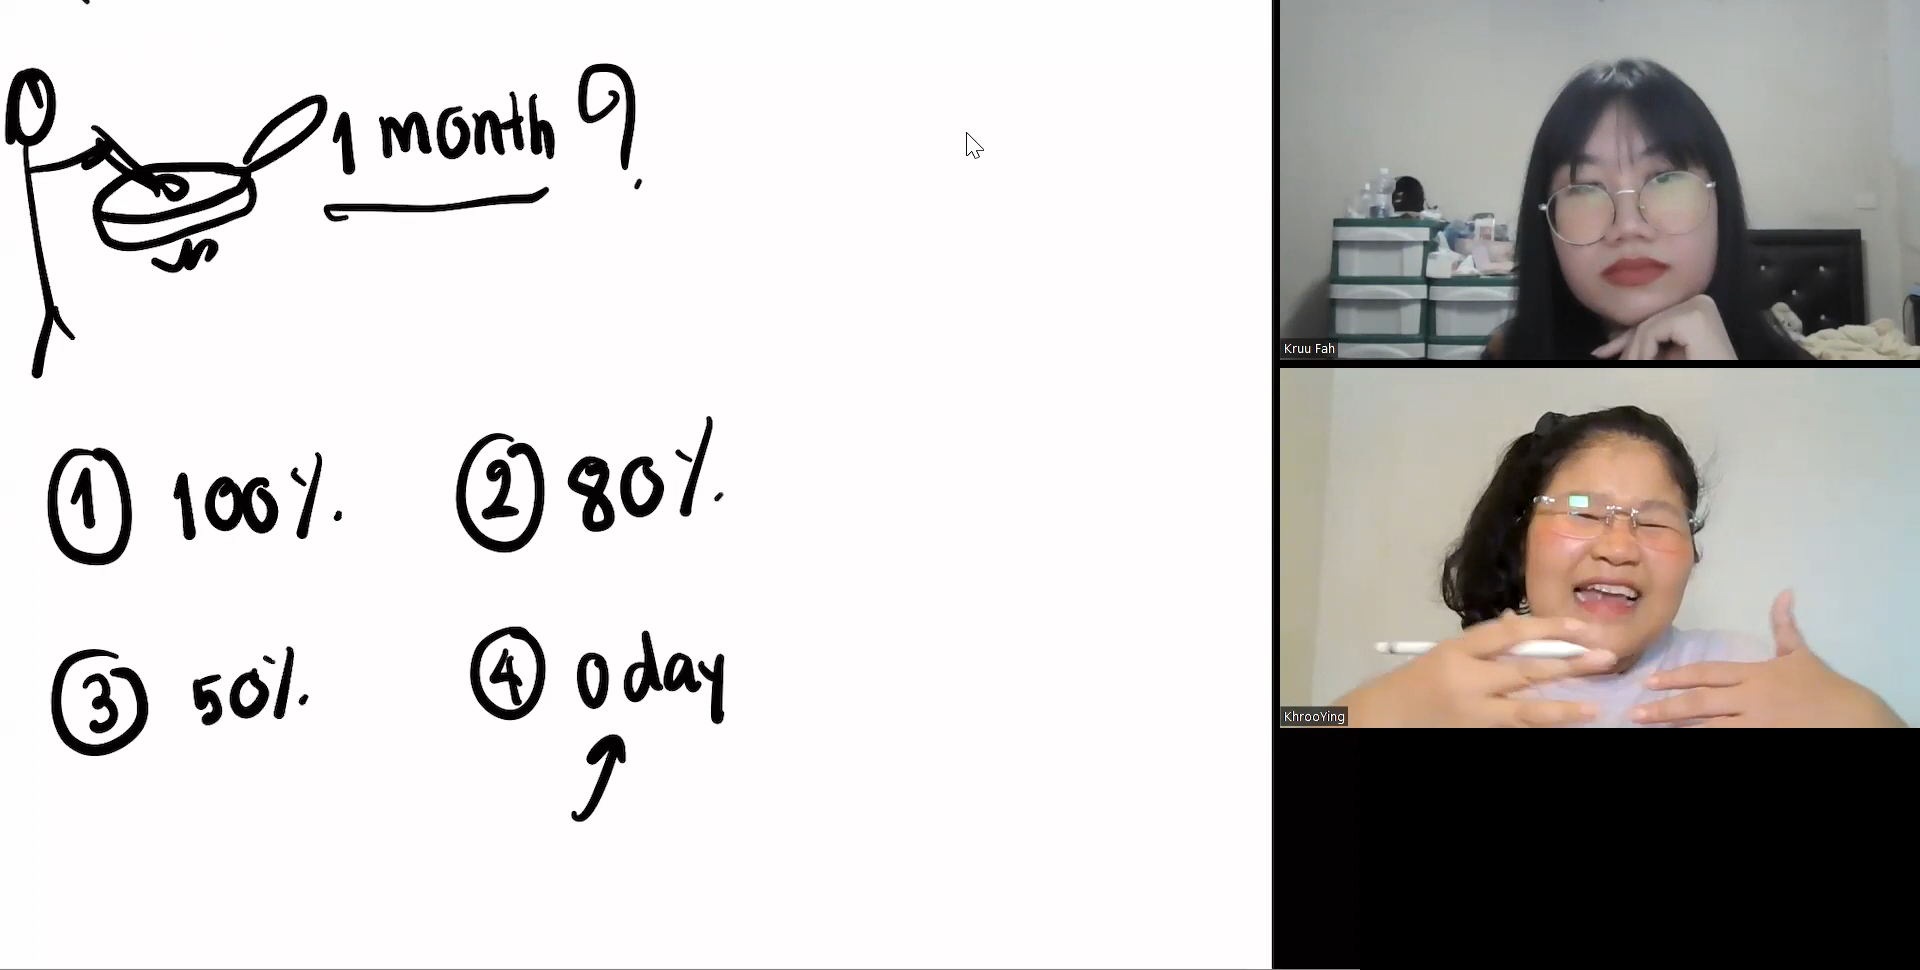 1 month ?
① 100%.
② 80%.
③ 50%.
④ 0 day
Kruu Fah
KhrooYing